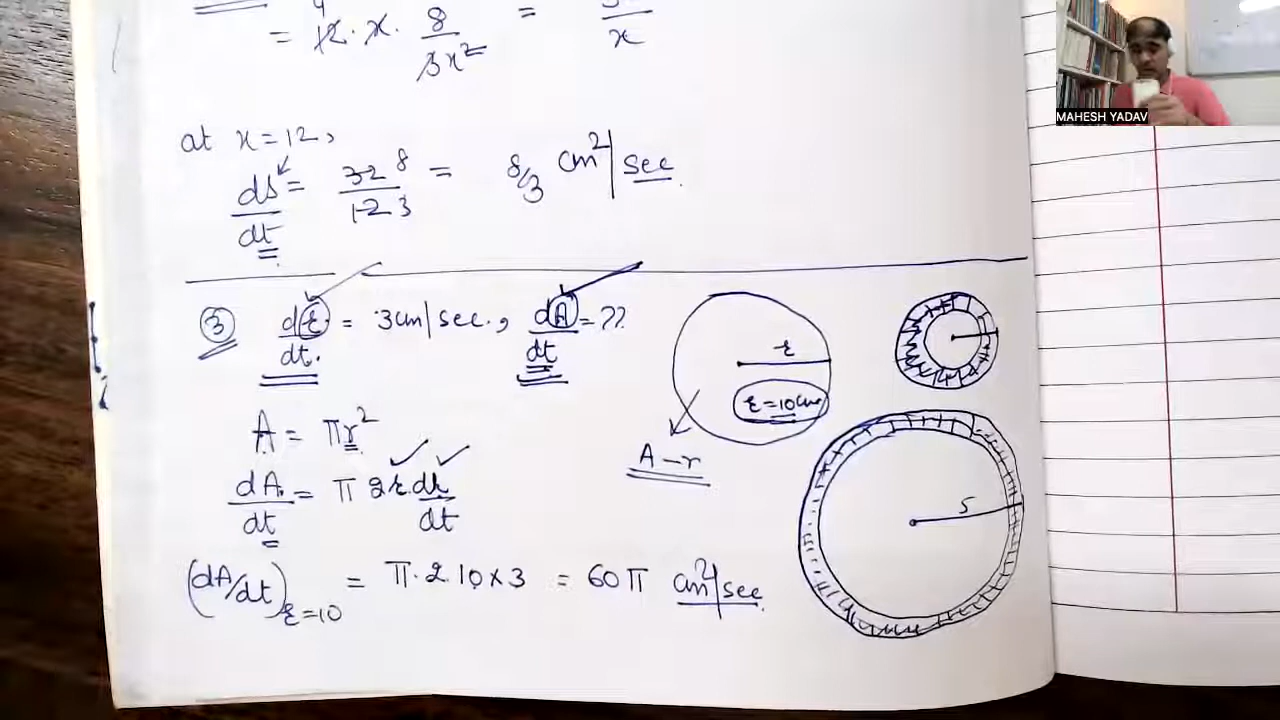 = 12 · x · 8/3x² = /x
4
at x = 12,
ds/dt = 32/12 = 8/3 cm²/sec.
8
3
③ dr/dt. = 3cm/sec., dA/dt = ??
r
r = 10cm
A = πr²
A – r
dA/dt = π 2r.dr/dt
5
(dA/dt)r=10 = π·2.10×3 = 60π cm²/sec.
MAHESH YADAV